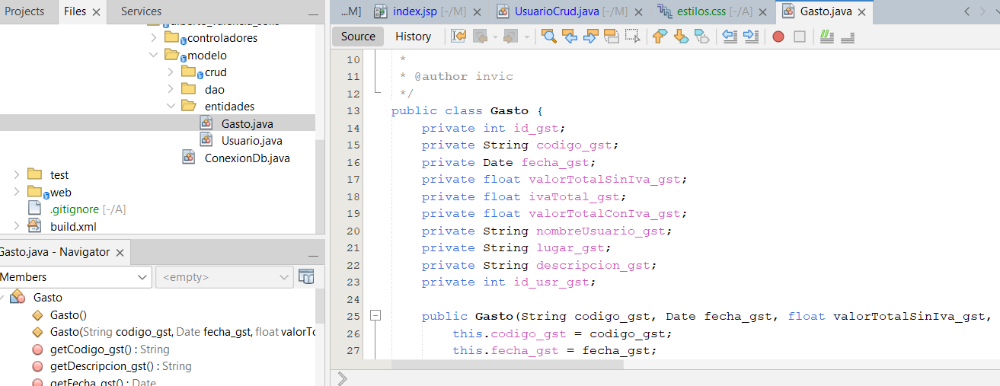 Projects Files Services
controladores
modelo
crud
dao
entidades
Gasto.java
Usuario.java
ConexionDb.java
test
web
.gitignore [-/A]
build.xml
Gasto.java - Navigator
Members <empty>
Gasto
Gasto()
Gasto(String codigo_gst, Date fecha_gst, float valorTo
getCodigo_gst() : String
getDescripcion_gst() : String
getFecha_gst() : Date
...M] index.jsp [-/M] UsuarioCrud.java [-/M] estilos.css [-/A] Gasto.java
Source History
10 *
11 * @author invic
12 */
13 public class Gasto {
14 private int id_gst;
15 private String codigo_gst;
16 private Date fecha_gst;
17 private float valorTotalSinIva_gst;
18 private float ivaTotal_gst;
19 private float valorTotalConIva_gst;
20 private String nombreUsuario_gst;
21 private String lugar_gst;
22 private String descripcion_gst;
23 private int id_usr_gst;
24
25 public Gasto(String codigo_gst, Date fecha_gst, float valorTotalSinIva_gst,
26 this.codigo_gst = codigo_gst;
27 this.fecha_gst = fecha_gst;